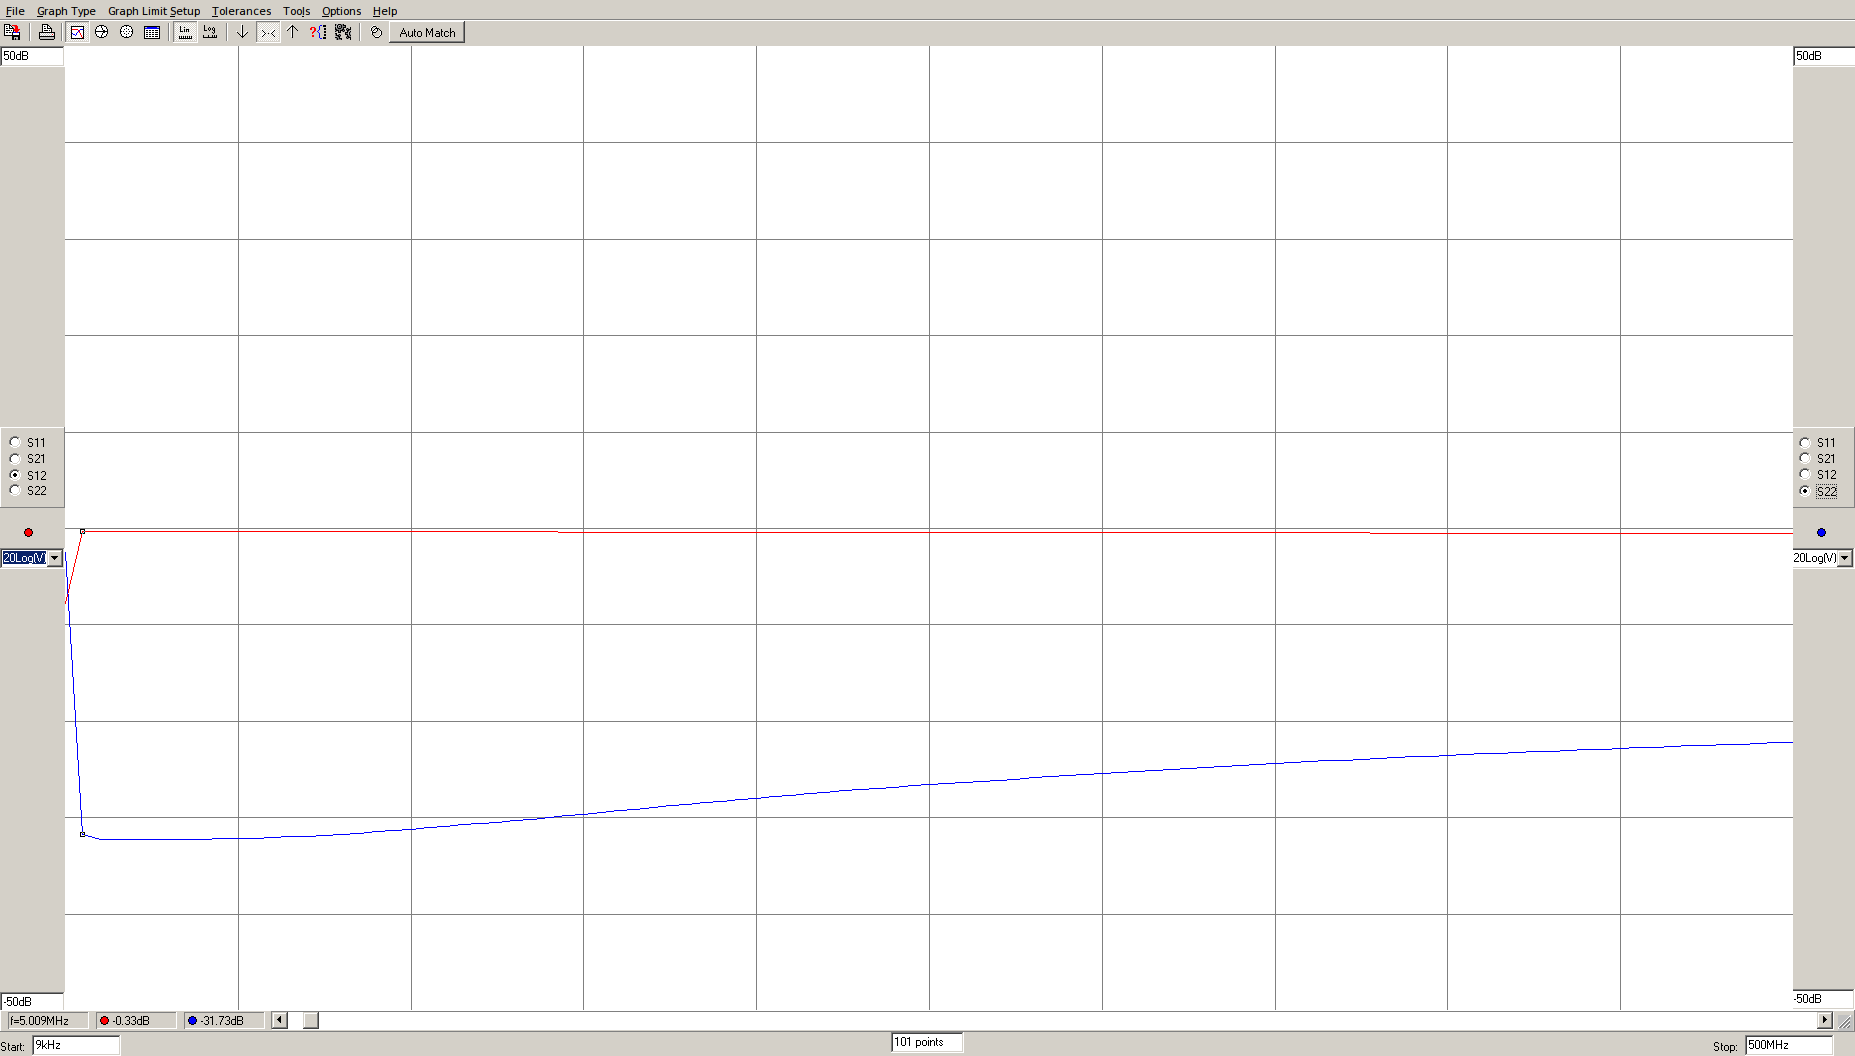 File Graph Type Graph Limit Setup Tolerances Tools Options Help
Lin Log ?{} Auto Match
50dB 50dB
S11 S11
S21 S21
S12 S12
S22 S22
20Log(V) 20Log(V)
-50dB -50dB
f=5.009MHz -0.33dB -31.73dB
Start: 9kHz 101 points Stop: 500MHz